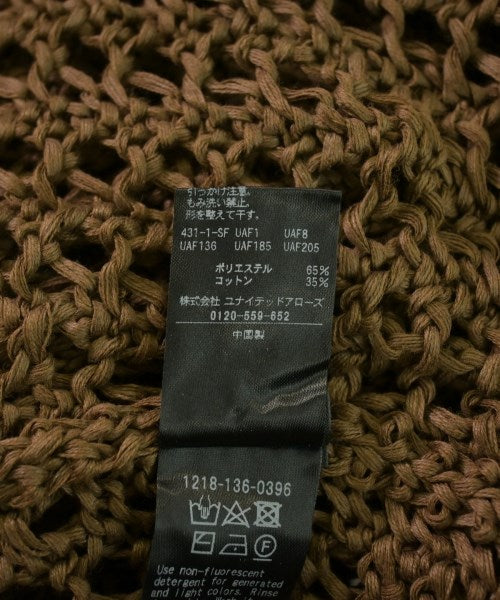 引っかけ注意。
もみ洗い禁止。
形を整えて干す。
431-1-SF UAF1 UAF8
UAF136 UAF185 UAF205
ポリエステル 65%
コットン 35%
株式会社 ユナイテッドアローズ
0120-559-652
中国製
1218-136-0396
Use non-fluorescent
detergent for generated
and light colors. Rinse